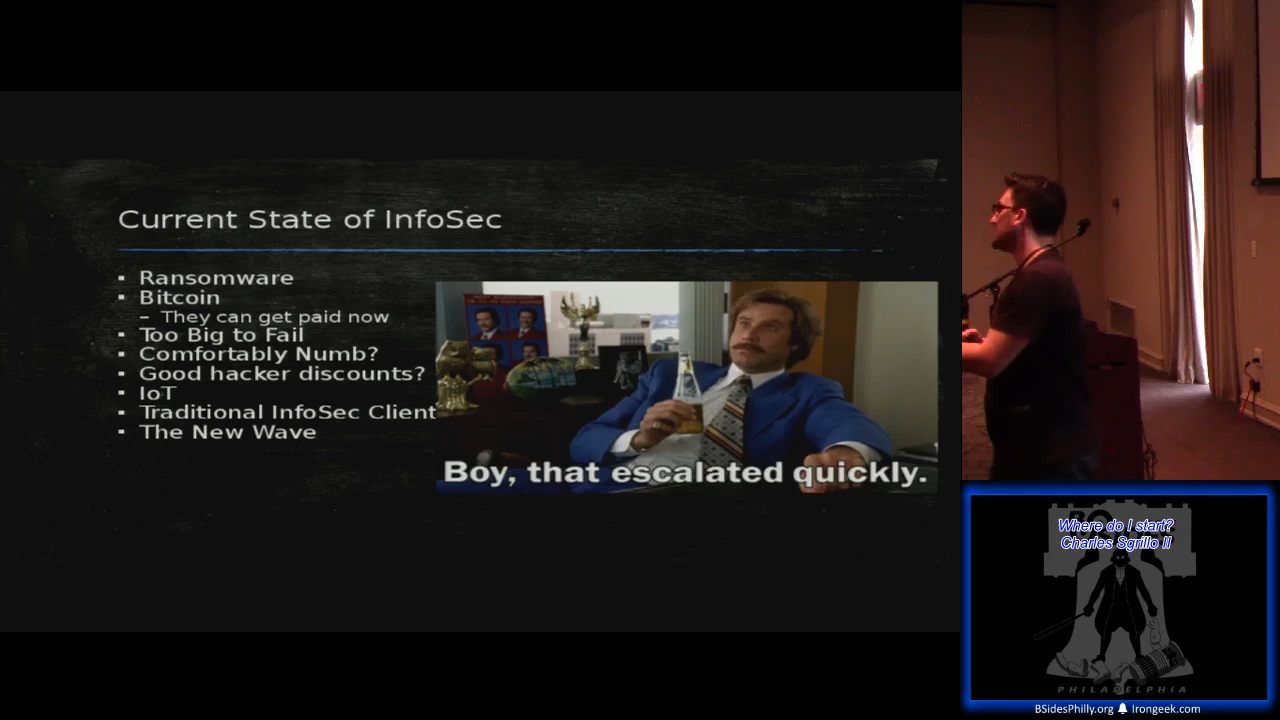 Current State of InfoSec
▪ Ransomware
▪ Bitcoin
– They can get paid now
▪ Too Big to Fail
▪ Comfortably Numb?
▪ Good hacker discounts?
▪ IoT
▪ Traditional InfoSec Client
▪ The New Wave
Boy, that escalated quickly.
Where do I start?
Charles Sgrillo II
PHILADELPHIA
BSidesPhilly.org Irongeek.com